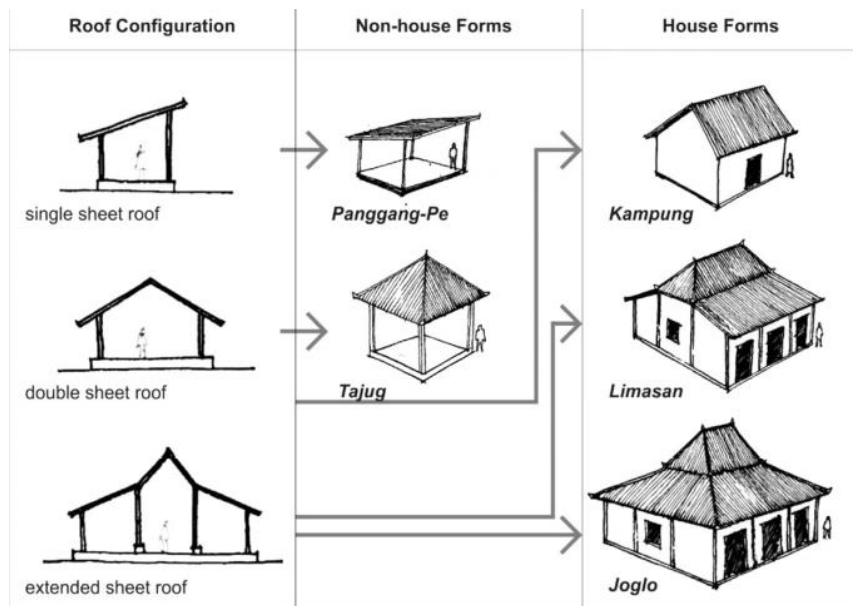 Roof Configuration
Non-house Forms
House Forms
single sheet roof
Panggang-Pe
Kampung
double sheet roof
Tajug
Limasan
extended sheet roof
Joglo